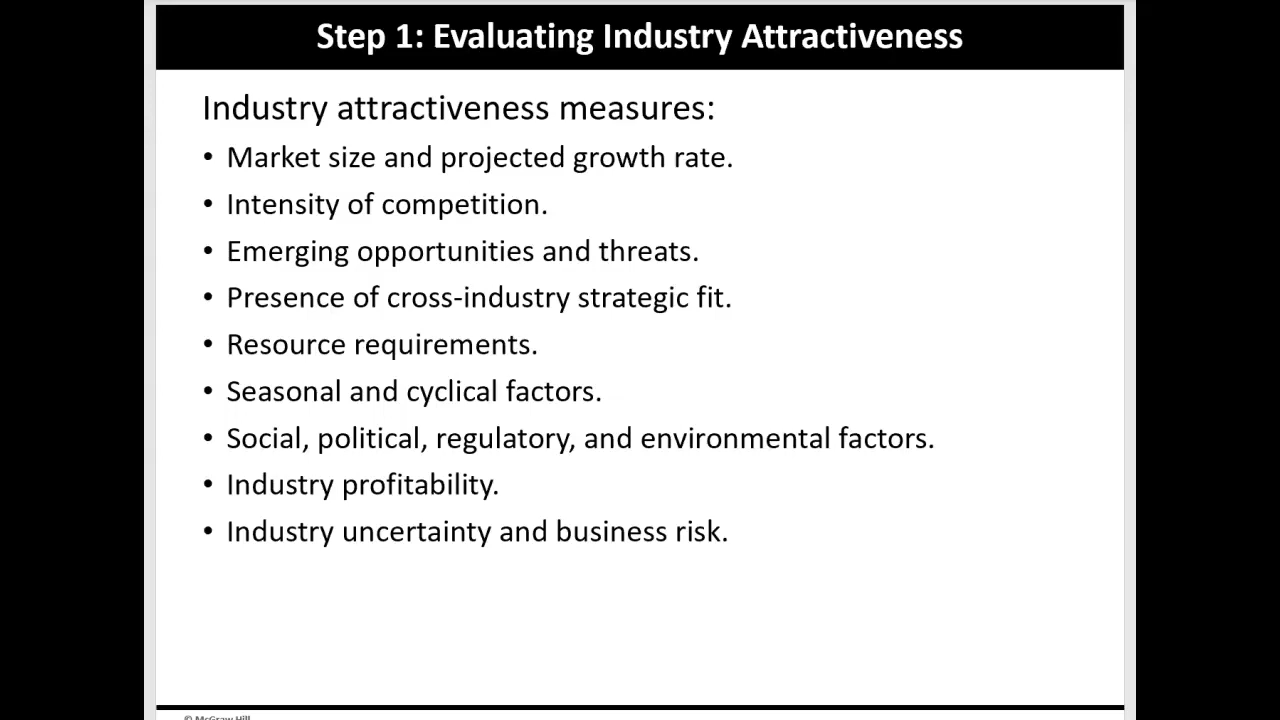 Step 1: Evaluating Industry Attractiveness
Industry attractiveness measures:
• Market size and projected growth rate.
• Intensity of competition.
• Emerging opportunities and threats.
• Presence of cross-industry strategic fit.
• Resource requirements.
• Seasonal and cyclical factors.
• Social, political, regulatory, and environmental factors.
• Industry profitability.
• Industry uncertainty and business risk.
© McGraw Hill